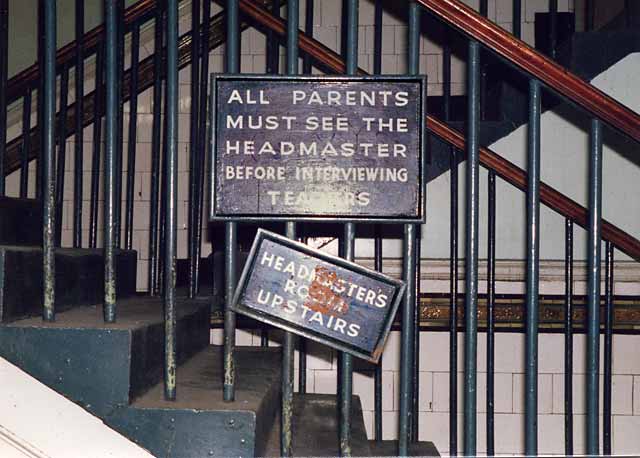 ALL PARENTS
MUST SEE THE
HEADMASTER
BEFORE INTERVIEWING
TEACHERS
HEADMASTERS
ROOM
UPSTAIRS